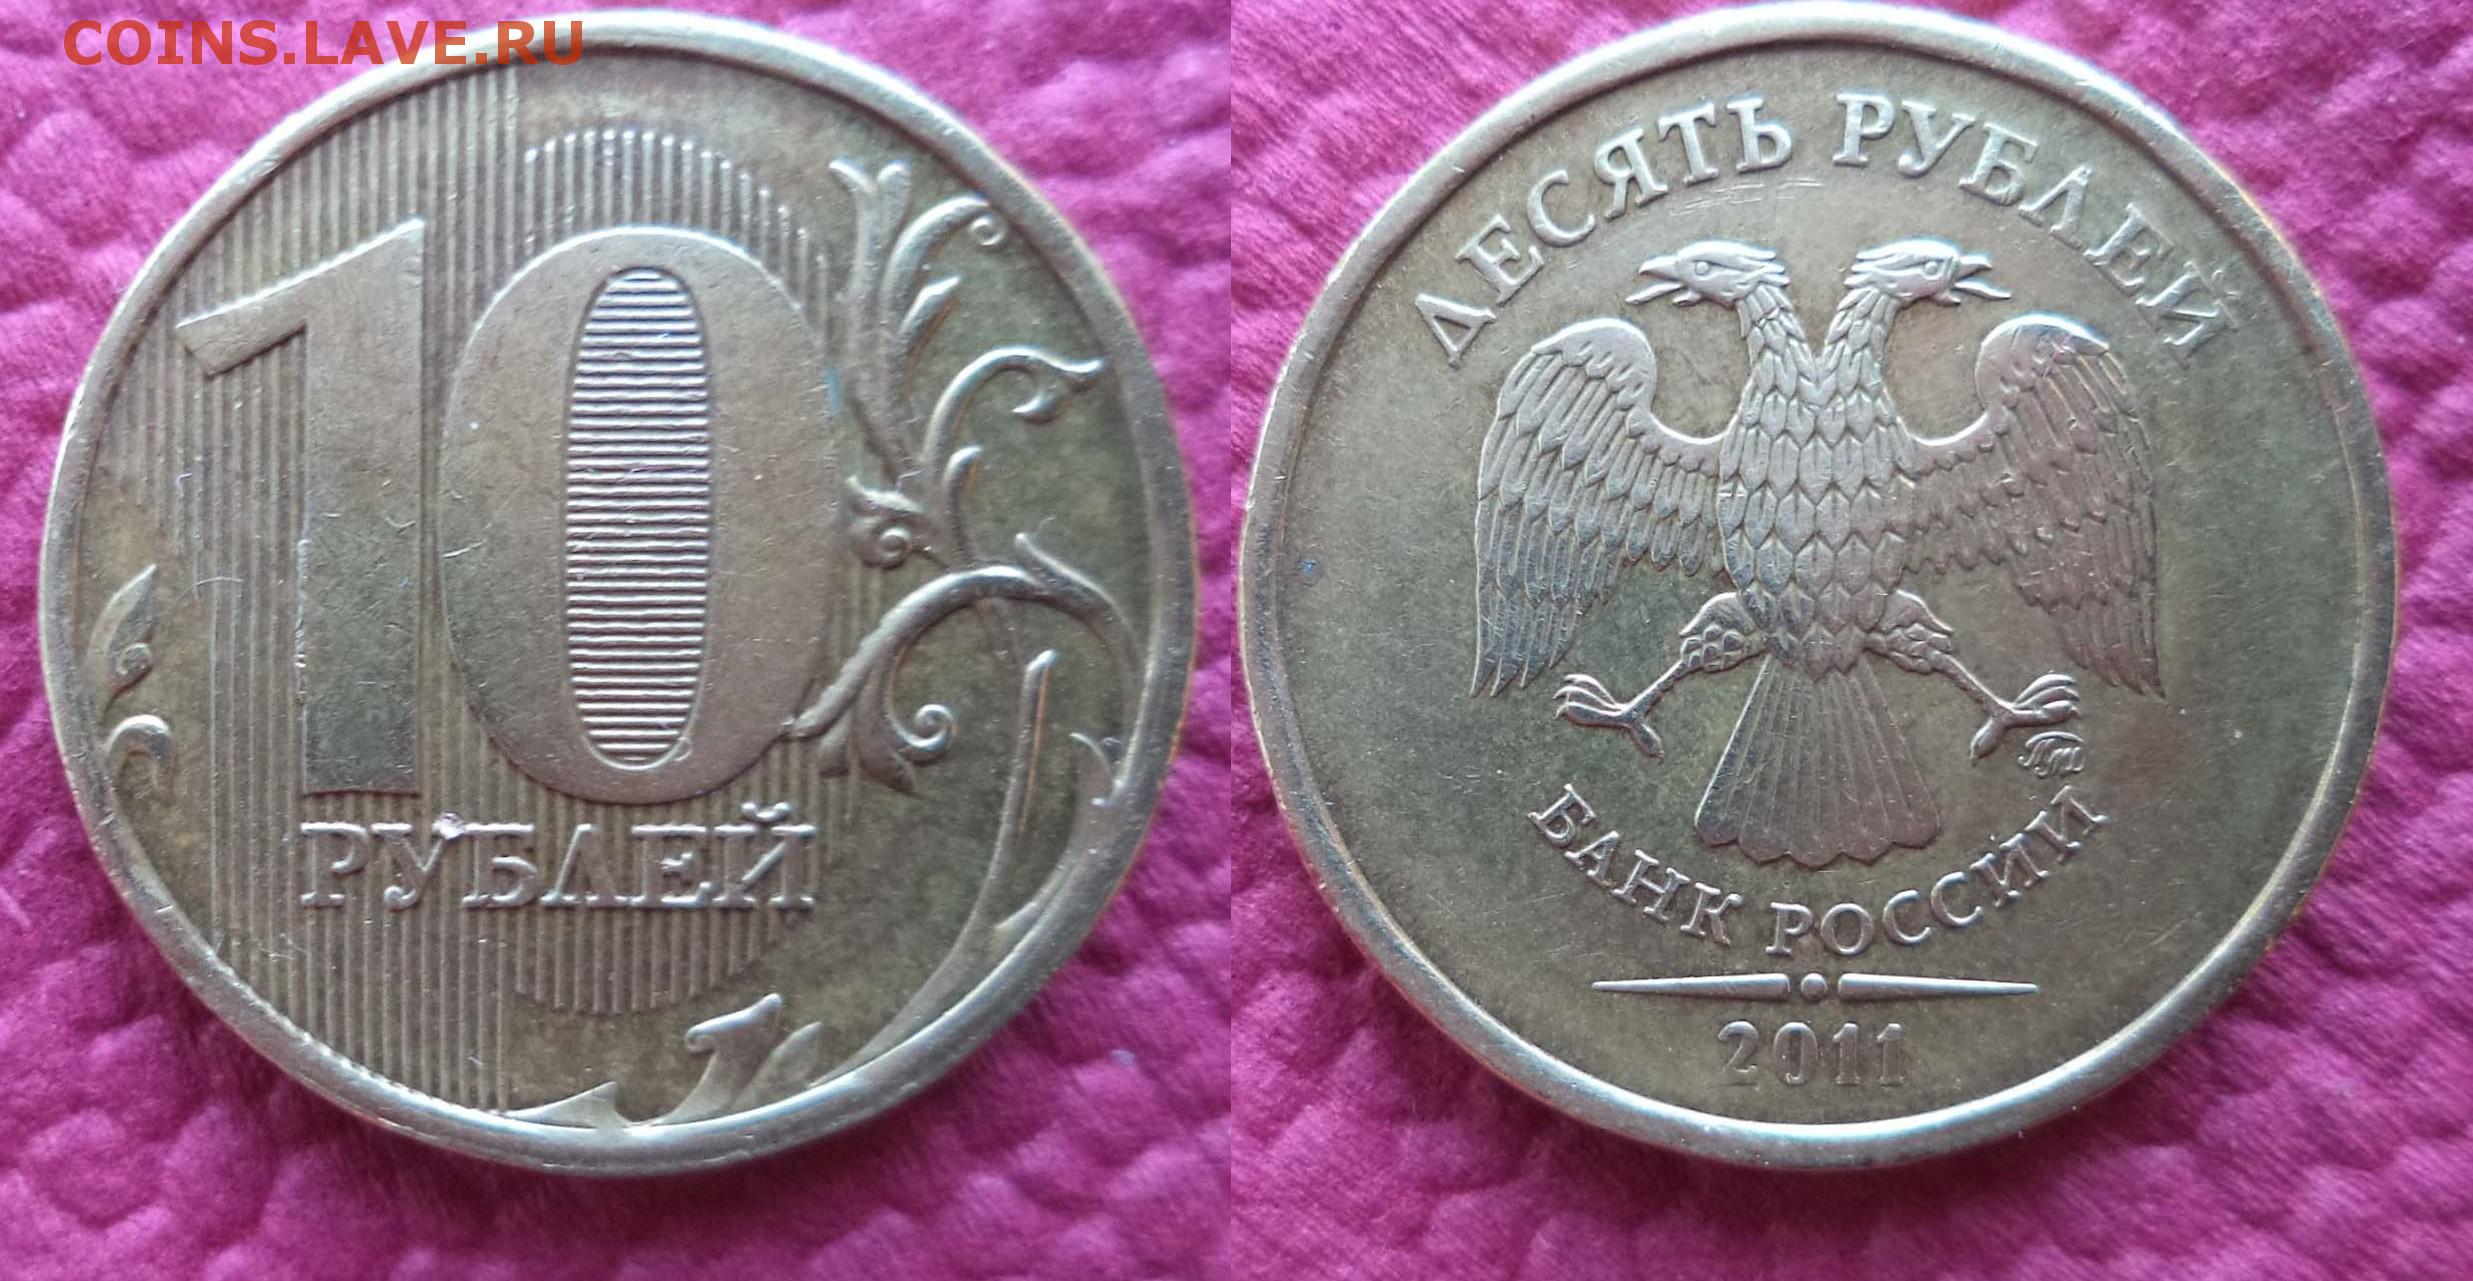 COINS.LAVE.RU
10
РУБЛЕЙ
ДЕСЯТЬ РУБЛЕЙ
БАНК РОССИИ
2011